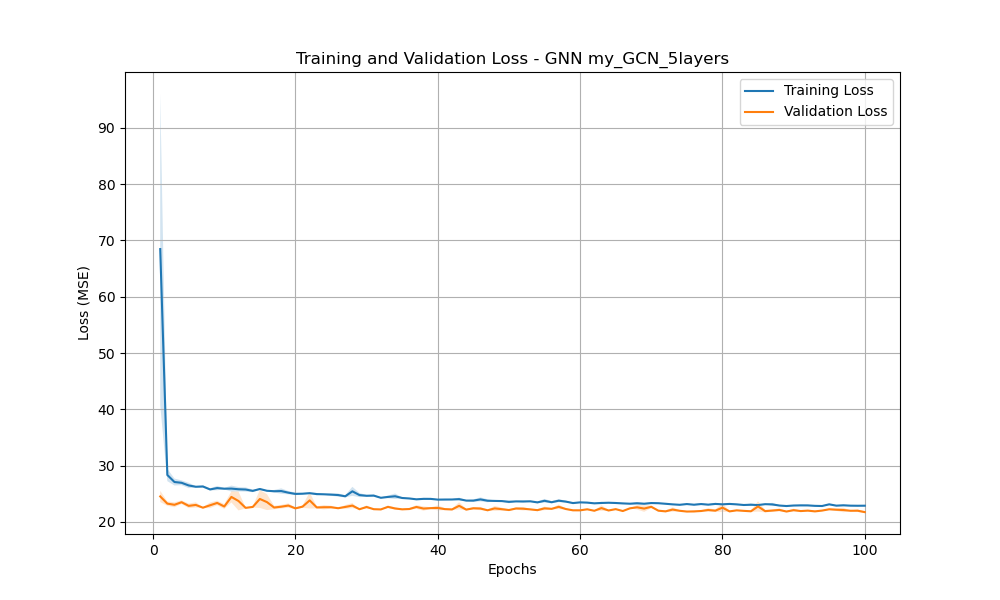 Training and Validation Loss - GNN my_GCN_5layers
Training Loss
Validation Loss
Loss (MSE)
90
80
70
60
50
40
30
20
0 20 40 60 80 100
Epochs